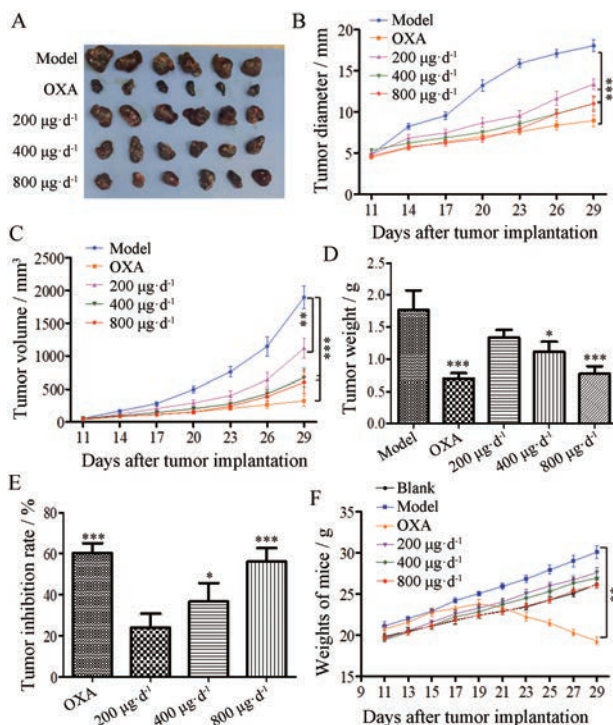 A
Model
OXA
200 μg·d⁻¹
400 μg·d⁻¹
800 μg·d⁻¹
B
Tumor diameter / mm
20
15
10
5
0
Model
OXA
200 μg·d⁻¹
400 μg·d⁻¹
800 μg·d⁻¹
***
11 14 17 20 23 26 29
Days after tumor implantation
C
Tumor volume / mm³
2500
2000
1500
1000
500
0
Model
OXA
200 μg·d⁻¹
400 μg·d⁻¹
800 μg·d⁻¹
**
***
11 14 17 20 23 26 29
Days after tumor implantation
D
Tumor weight / g
2.5
2.0
1.5
1.0
0.5
0.0
***
*
***
Model OXA 200 μg·d⁻¹ 400 μg·d⁻¹ 800 μg·d⁻¹
E
Tumor inhibition rate / %
80
60
40
20
0
***
*
***
OXA 200 μg·d⁻¹ 400 μg·d⁻¹ 800 μg·d⁻¹
F
Weights of mice / g
35
30
25
20
15
Blank
Model
OXA
200 μg·d⁻¹
400 μg·d⁻¹
800 μg·d⁻¹
9 11 13 15 17 19 21 23 25 27 29
Days after tumor implantation